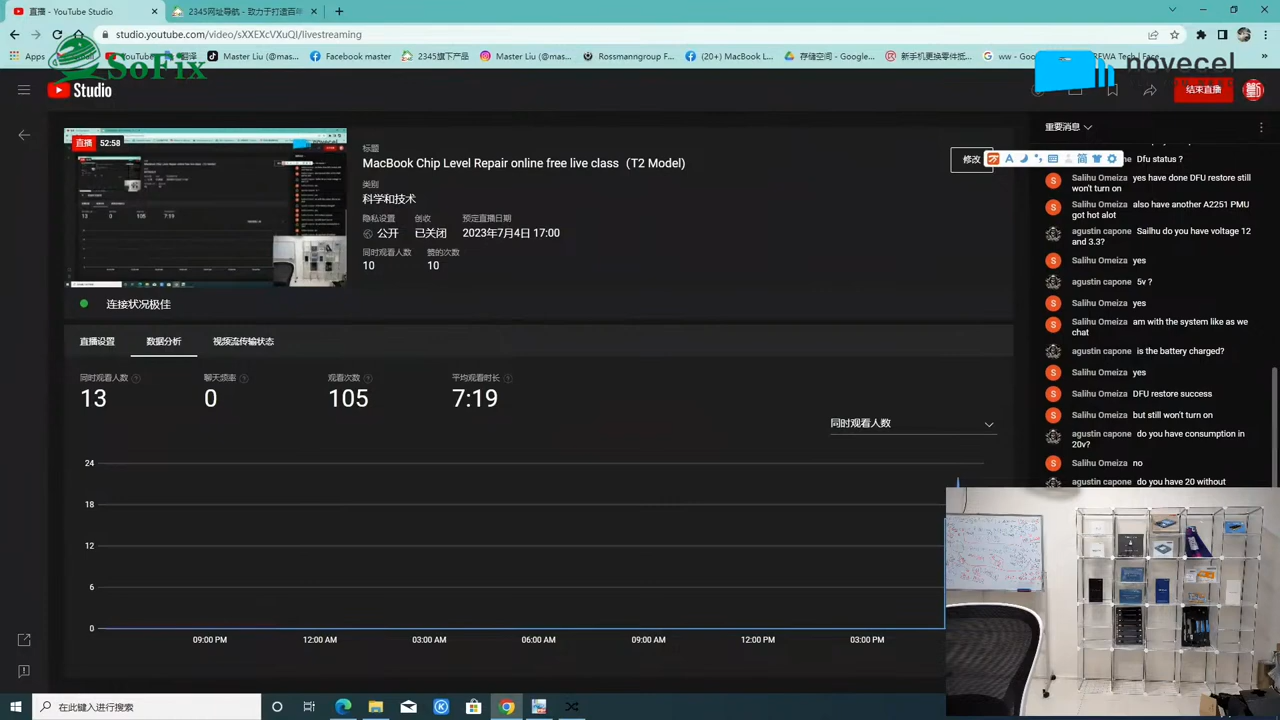 直播 - YouTube Studio
2345网址导航 - 致力于打造百年
studio.youtube.com/video/sXXEXcVXuQI/livestreaming
Apps
翻译
Master Liu (@mas...
Facebook master
2345旗下产品
Master Liu (@mas...
Rossmanngroup F...
(20+) MacBook L...
存储空间 - Google...
新手机更换零件抵...
ww - Google
REWA Tech | Face...
SoFix
novecel
Studio
结束直播
直播
52:58
标题
MacBook Chip Level Repair online free live class（T2 Model)
类别
科学和技术
隐私设置
创收
预定直播日期
公开
已关闭
2023年7月4日 17:00
同时观看人数
赞的次数
10
10
修改
连接状况极佳
直播设置
数据分析
视频流传输状态
同时观看人数
聊天频率
观看次数
平均观看时长
13
0
105
7:19
同时观看人数
24
18
12
6
0
09:00 PM
12:00 AM
03:00 AM
06:00 AM
09:00 AM
12:00 PM
03:00 PM
重要消息
Dfu status ?
简
Salihu Omeiza yes have done DFU restore still
won't turn on
Salihu Omeiza also have another A2251 PMU
got hot alot
agustin capone Sailhu do you have voltage 12
and 3.3?
Salihu Omeiza yes
agustin capone 5v ?
Salihu Omeiza yes
Salihu Omeiza am with the system like as we
chat
agustin capone is the battery charged?
Salihu Omeiza yes
Salihu Omeiza DFU restore success
Salihu Omeiza but still won't turn on
agustin capone do you have consumption in
20v?
Salihu Omeiza no
agustin capone do you have 20 without
在此键入进行搜索